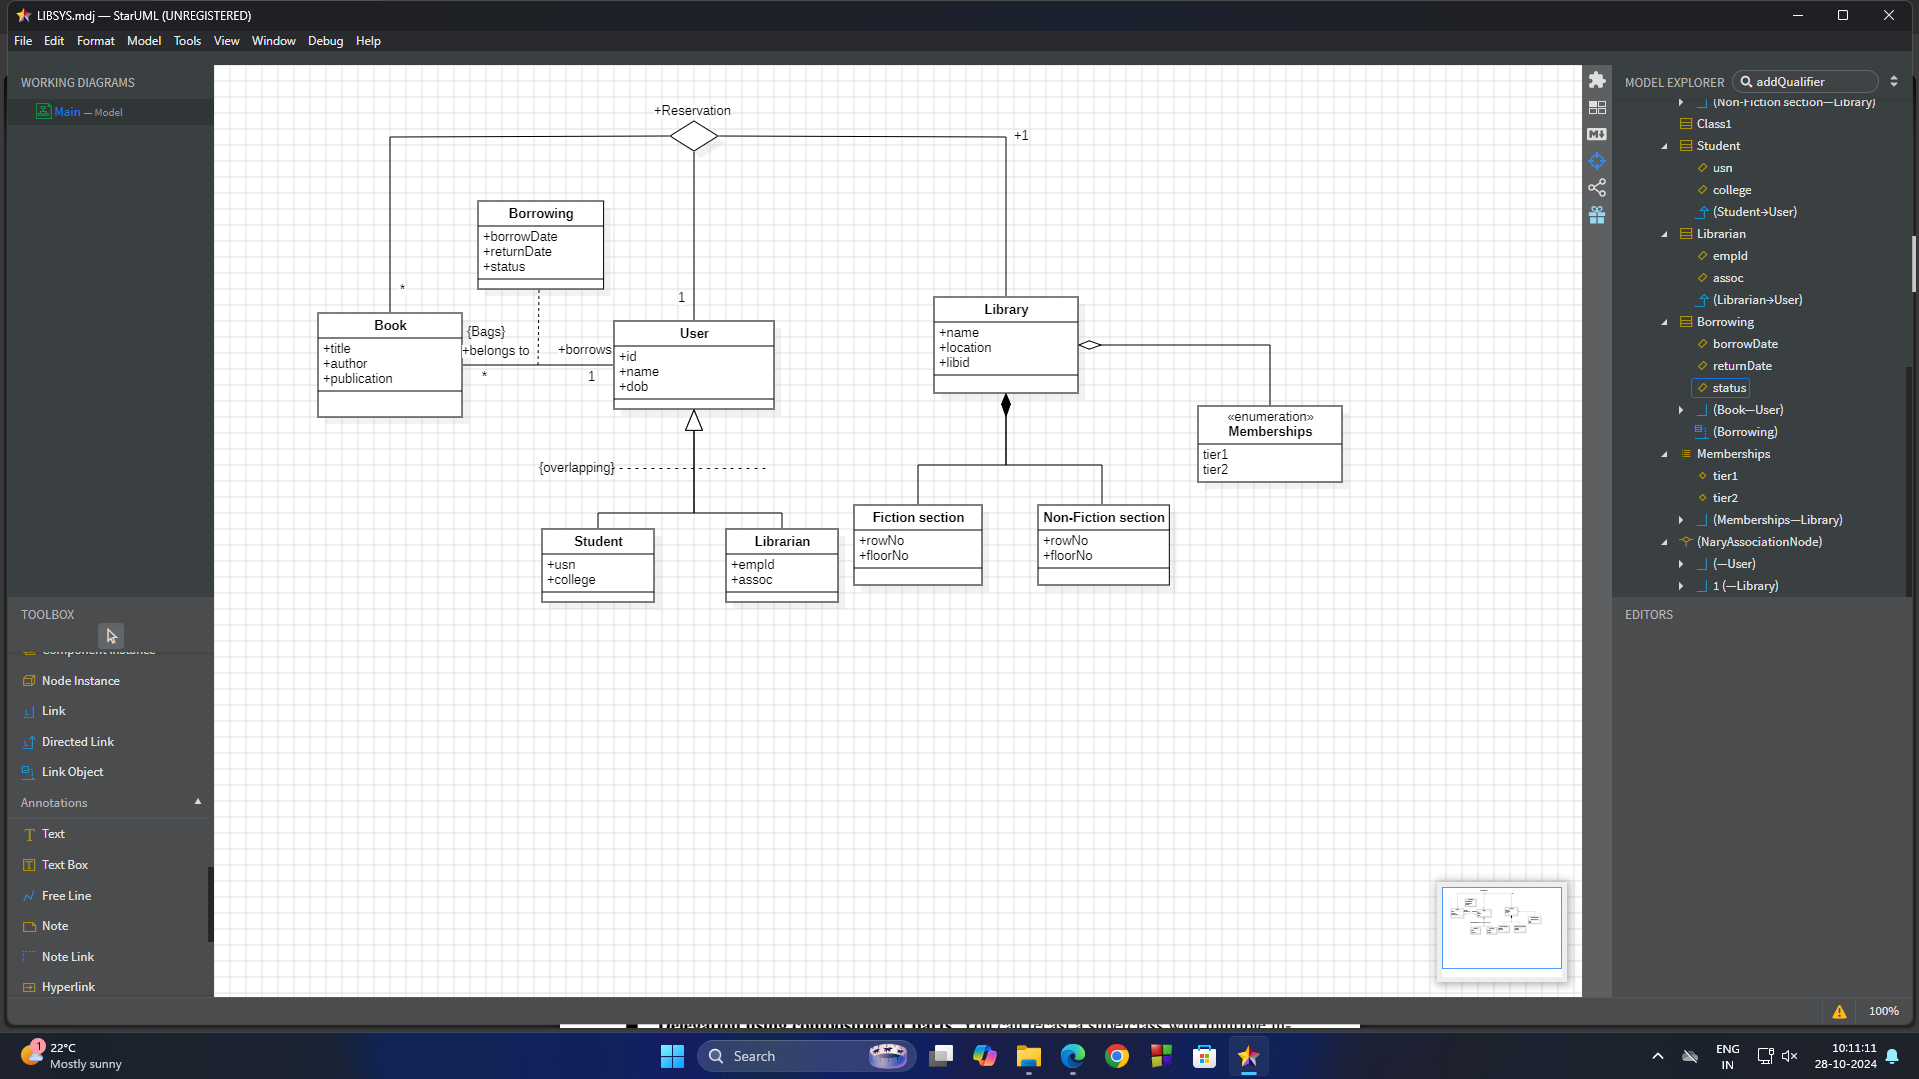 LIBSYS.mdj — StarUML (UNREGISTERED)
File Edit Format Model Tools View Window Debug Help
WORKING DIAGRAMS
Main — Model
TOOLBOX
Component Instance
Node Instance
Link
Directed Link
Link Object
Annotations
Text
Text Box
Free Line
Note
Note Link
Hyperlink
+Reservation
+1
Borrowing
+borrowDate
+returnDate
+status
*
1
Book
+title
+author
+publication
{Bags}
+belongs to
*
+borrows
1
User
+id
+name
+dob
{overlapping}
Student
+usn
+college
Librarian
+empId
+assoc
Library
+name
+location
+libid
«enumeration»
Memberships
tier1
tier2
Fiction section
+rowNo
+floorNo
Non-Fiction section
+rowNo
+floorNo
MODEL EXPLORER
addQualifier
(Non-Fiction section—Library)
Class1
Student
usn
college
(Student→User)
Librarian
empId
assoc
(Librarian→User)
Borrowing
borrowDate
returnDate
status
(Book—User)
(Borrowing)
Memberships
tier1
tier2
(Memberships—Library)
(NaryAssociationNode)
(—User)
1 (—Library)
EDITORS
100%
1
22°C
Mostly sunny
Search
ENG
IN
10:11:11
28-10-2024